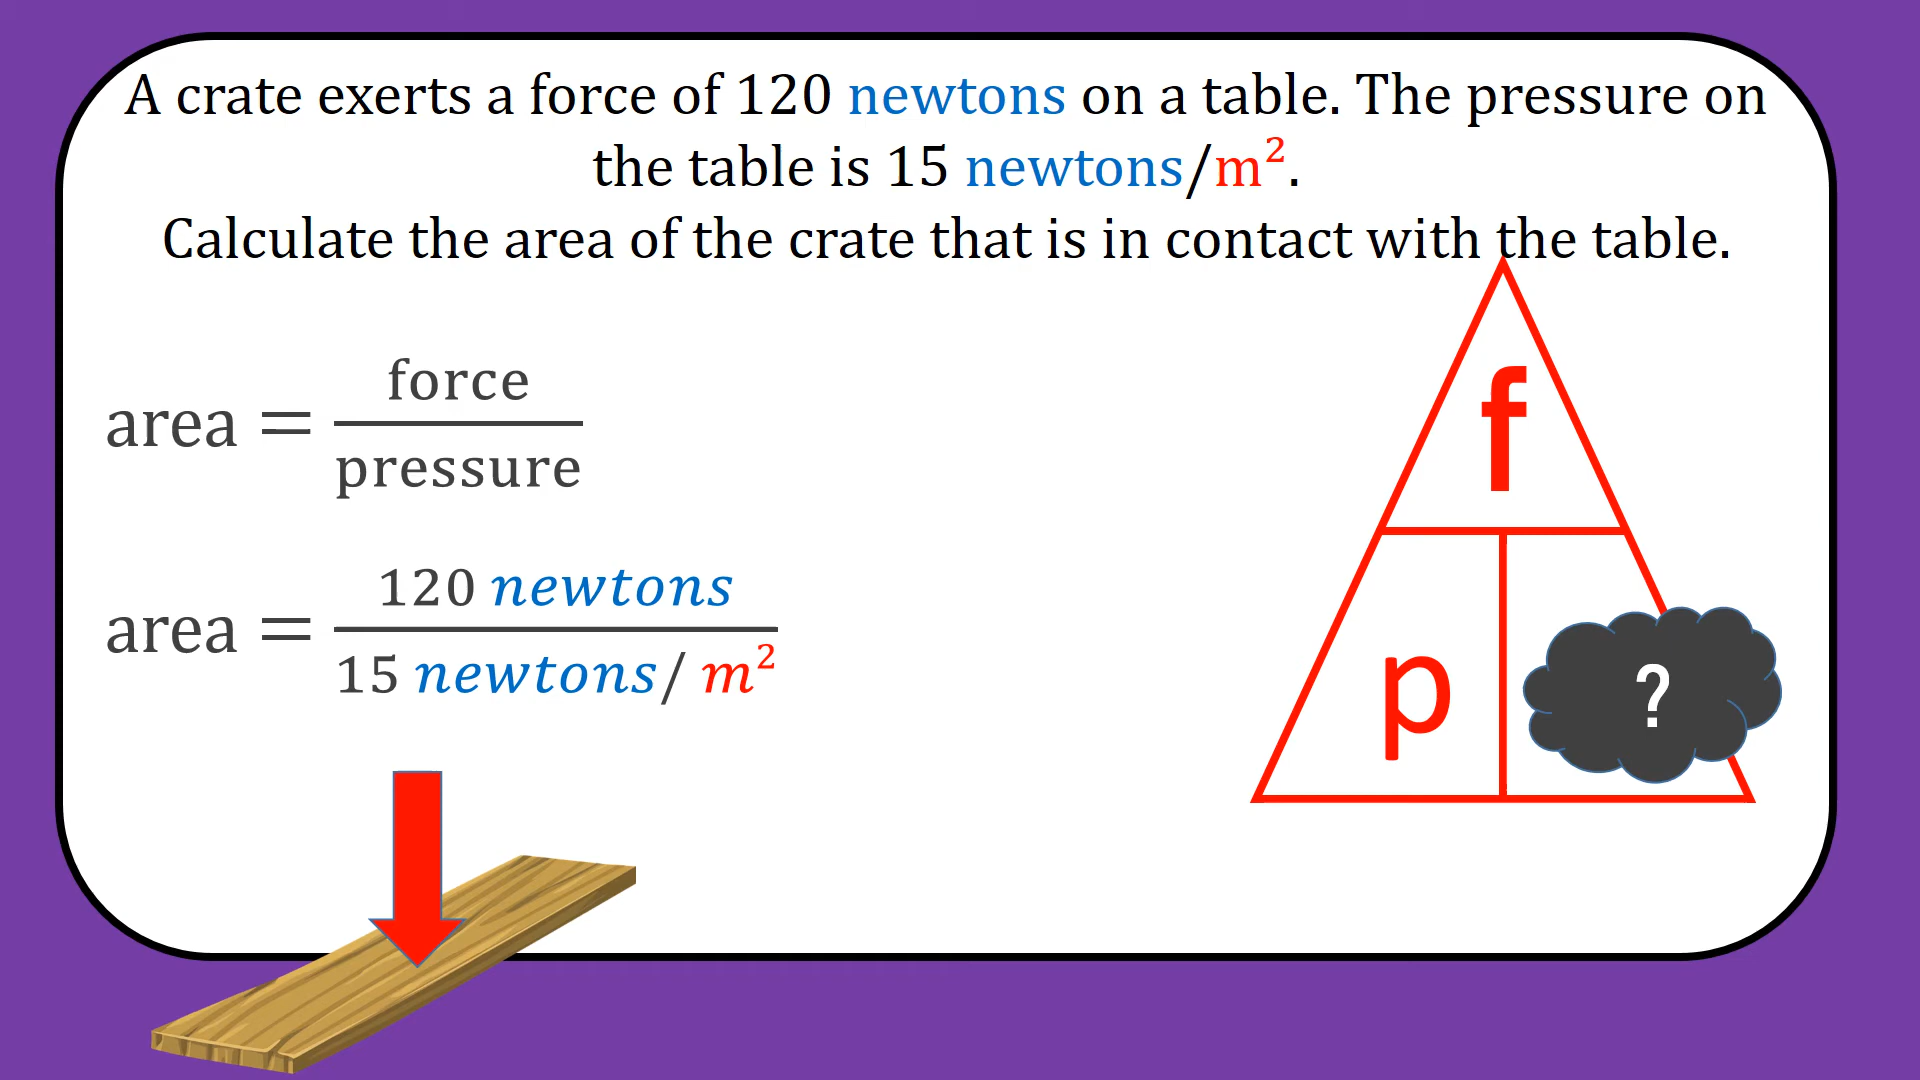 A crate exerts a force of 120 newtons on a table. The pressure on
the table is 15 newtons/m².
Calculate the area of the crate that is in contact with the table.
area = force / pressure
area = 120 newtons / 15 newtons/ m²
f
p
?